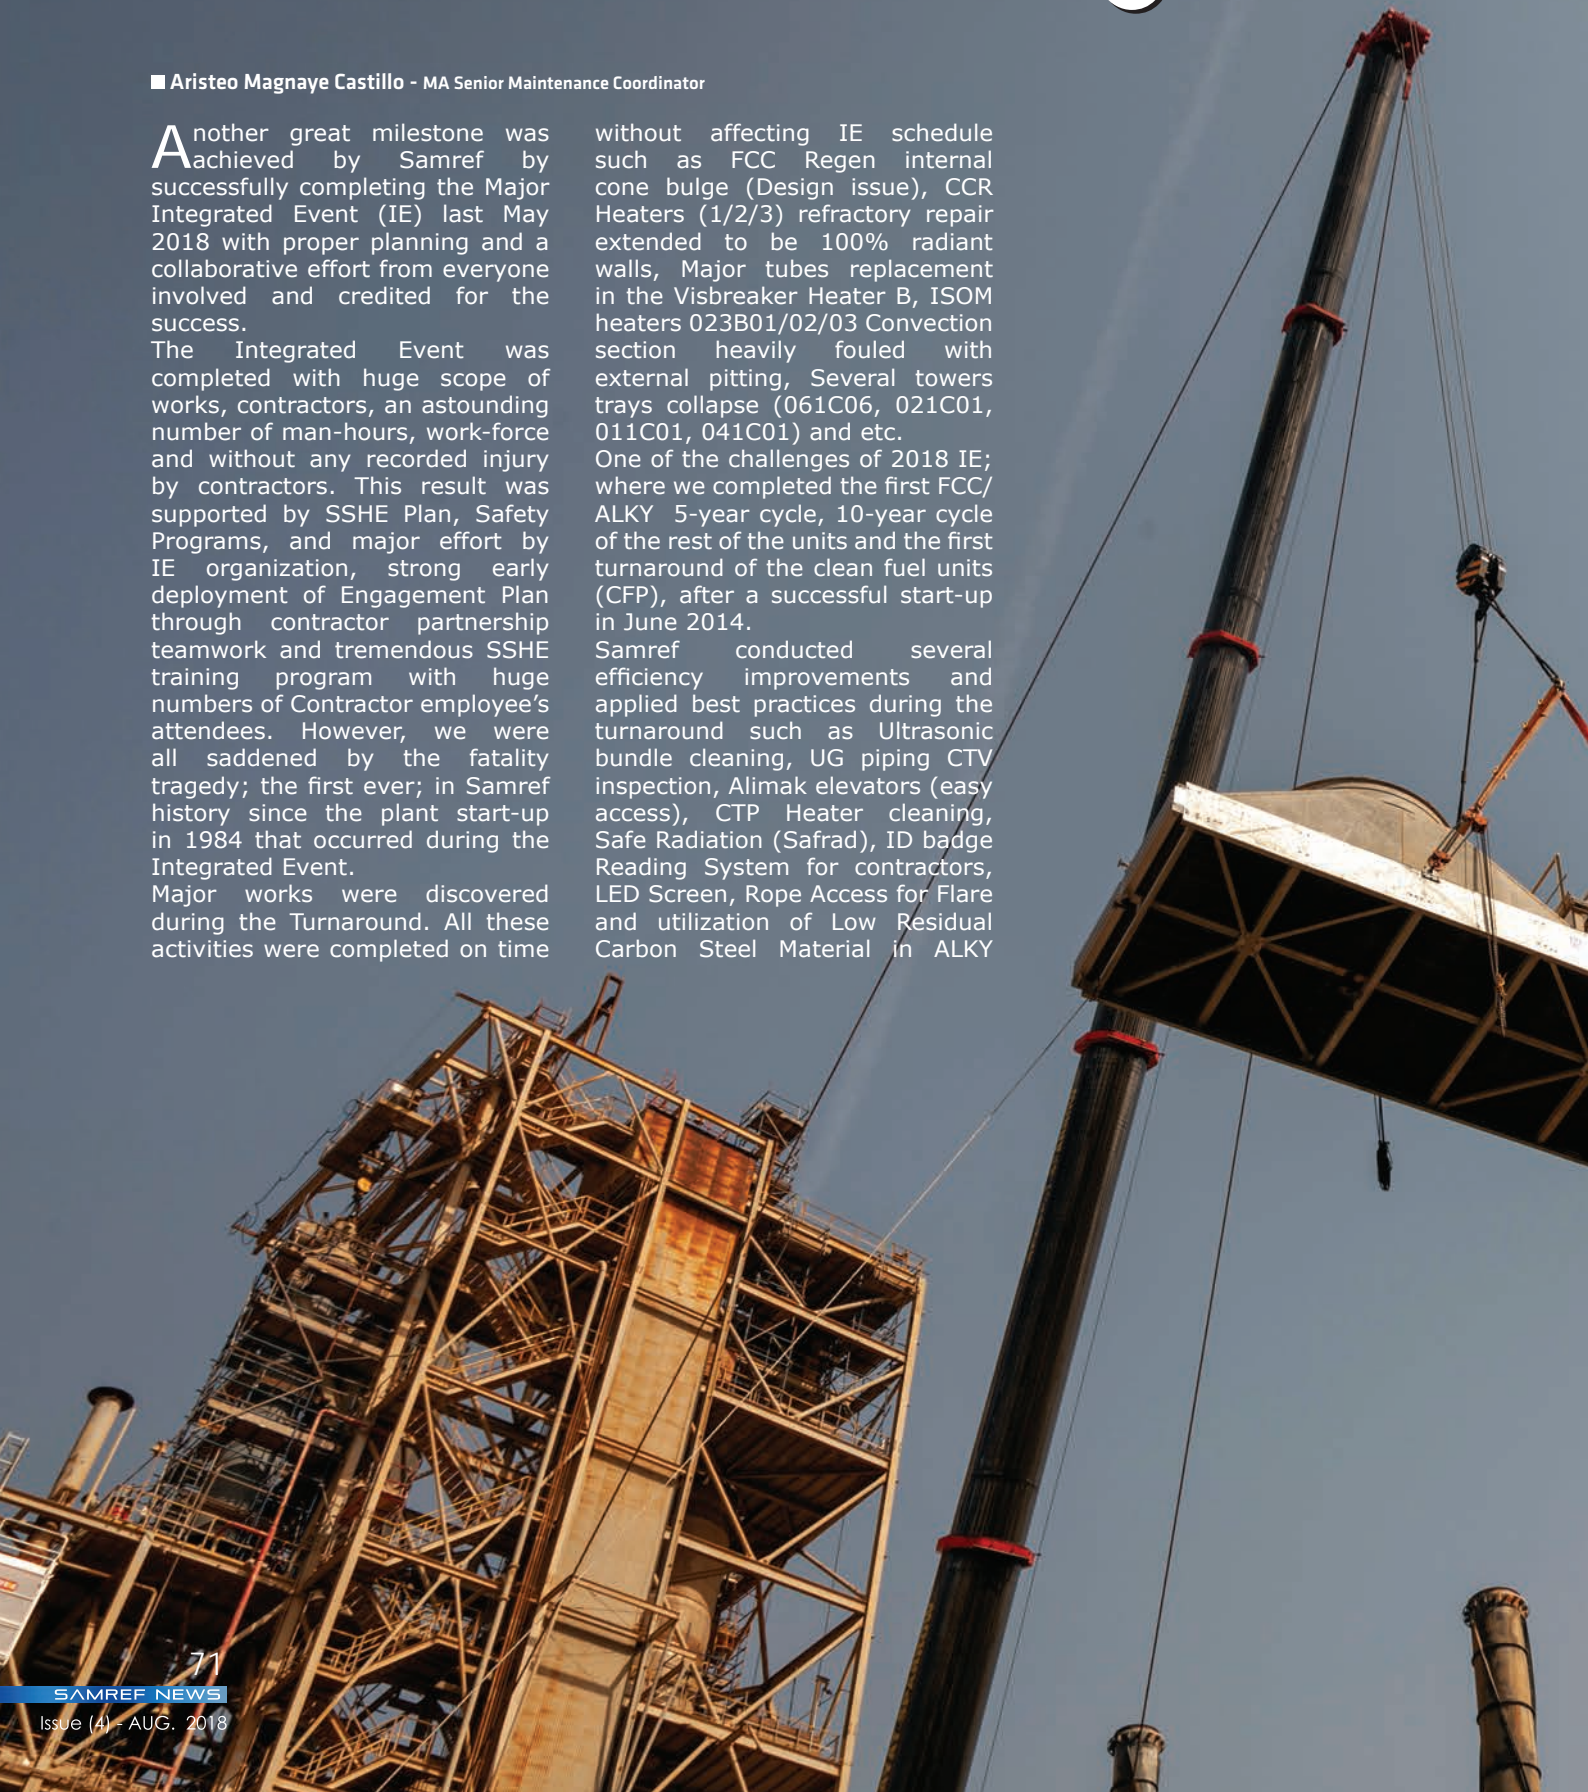 Aristeo Magnaye Castillo - MA Senior Maintenance Coordinator
Another great milestone was
achieved by Samref by
successfully completing the Major
Integrated Event (IE) last May
2018 with proper planning and a
collaborative effort from everyone
involved and credited for the
success.
The Integrated Event was
completed with huge scope of
works, contractors, an astounding
number of man-hours, work-force
and without any recorded injury
by contractors. This result was
supported by SSHE Plan, Safety
Programs, and major effort by
IE organization, strong early
deployment of Engagement Plan
through contractor partnership
teamwork and tremendous SSHE
training program with huge
numbers of Contractor employee's
attendees. However, we were
all saddened by the fatality
tragedy; the first ever; in Samref
history since the plant start-up
in 1984 that occurred during the
Integrated Event.
Major works were discovered
during the Turnaround. All these
activities were completed on time
without affecting IE schedule
such as FCC Regen internal
cone bulge (Design issue), CCR
Heaters (1/2/3) refractory repair
extended to be 100% radiant
walls, Major tubes replacement
in the Visbreaker Heater B, ISOM
heaters 023B01/02/03 Convection
section heavily fouled with
external pitting, Several towers
trays collapse (061C06, 021C01,
011C01, 041C01) and etc.
One of the challenges of 2018 IE;
where we completed the first FCC/
ALKY 5-year cycle, 10-year cycle
of the rest of the units and the first
turnaround of the clean fuel units
(CFP), after a successful start-up
in June 2014.
Samref conducted several
efficiency improvements and
applied best practices during the
turnaround such as Ultrasonic
bundle cleaning, UG piping CTV
inspection, Alimak elevators (easy
access), CTP Heater cleaning,
Safe Radiation (Safrad), ID badge
Reading System for contractors,
LED Screen, Rope Access for Flare
and utilization of Low Residual
Carbon Steel Material in ALKY
71
SAMREF NEWS
Issue (4) - AUG. 2018